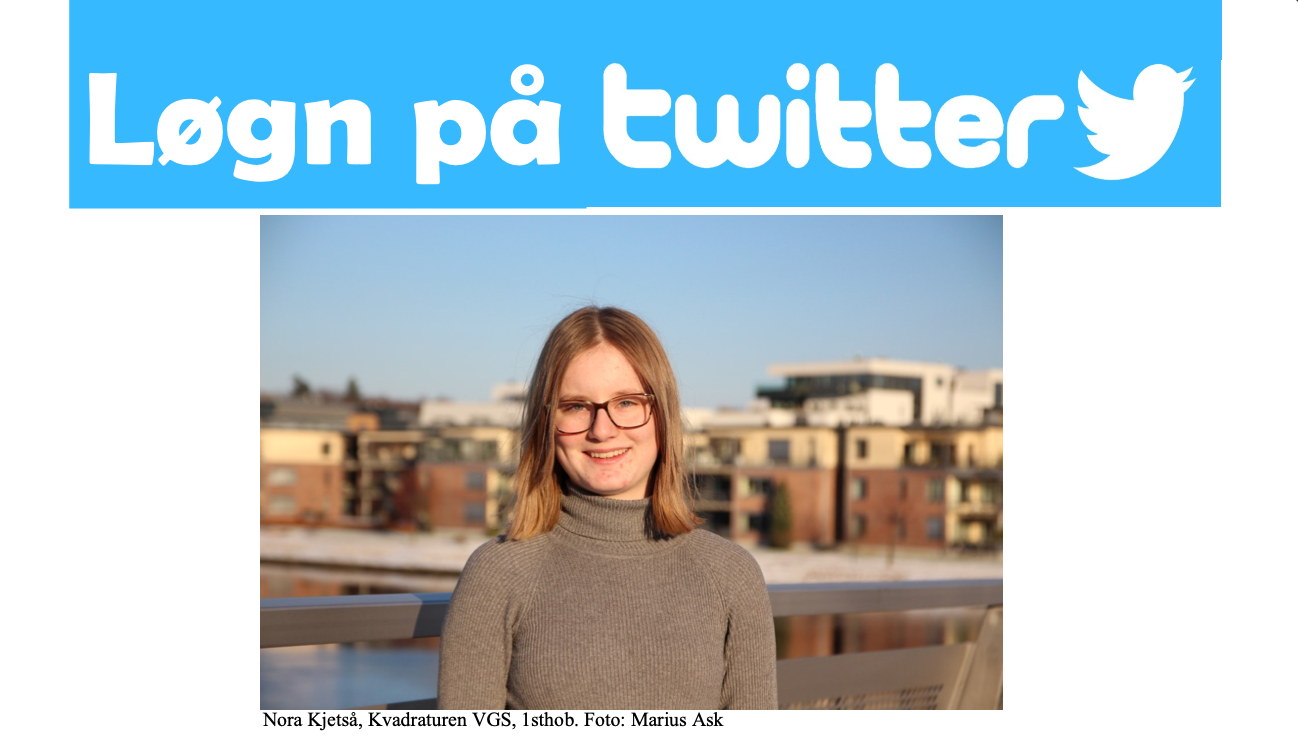 Løgn på twitter
Nora Kjetså, Kvadraturen VGS, 1sthob. Foto: Marius Ask